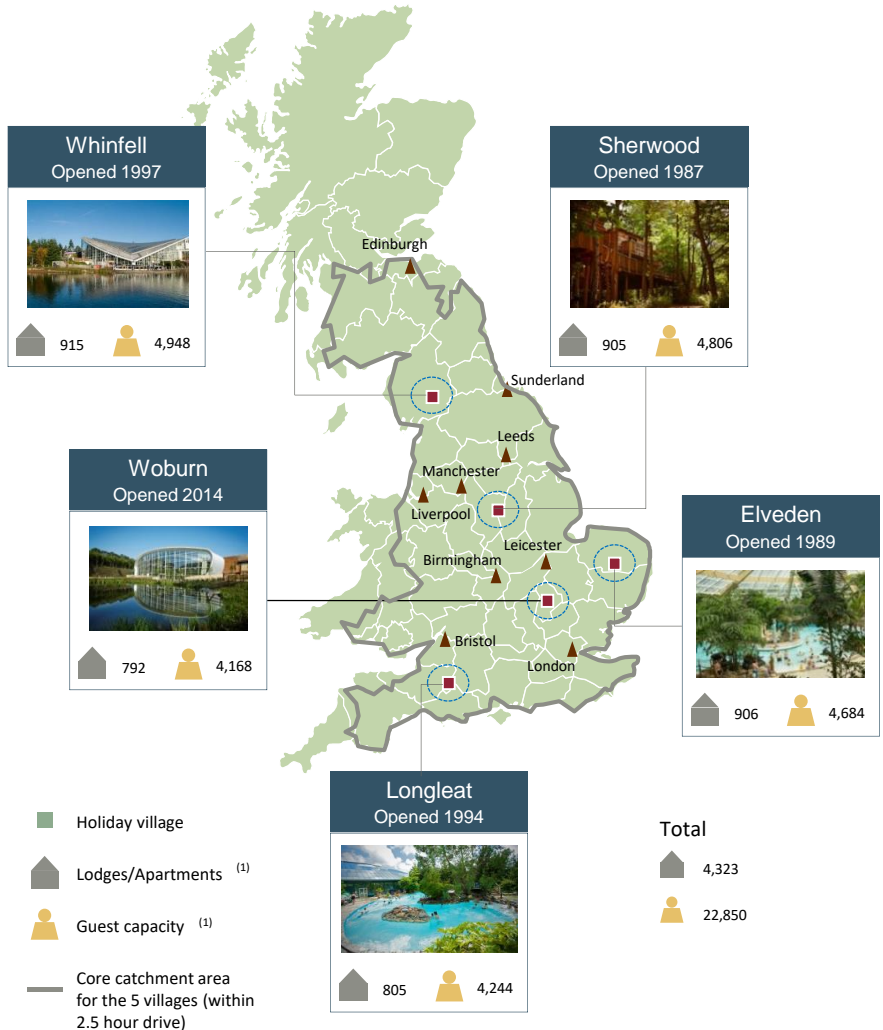 Whinfell
Opened 1997
915
4,948
Sherwood
Opened 1987
905
4,806
Edinburgh
Sunderland
Leeds
Manchester
Liverpool
Birmingham
Leicester
Bristol
London
Woburn
Opened 2014
792
4,168
Elveden
Opened 1989
906
4,684
Longleat
Opened 1994
805
4,244
Holiday village
Lodges/Apartments (1)
Guest capacity (1)
Core catchment area
for the 5 villages (within
2.5 hour drive)
Total
4,323
22,850